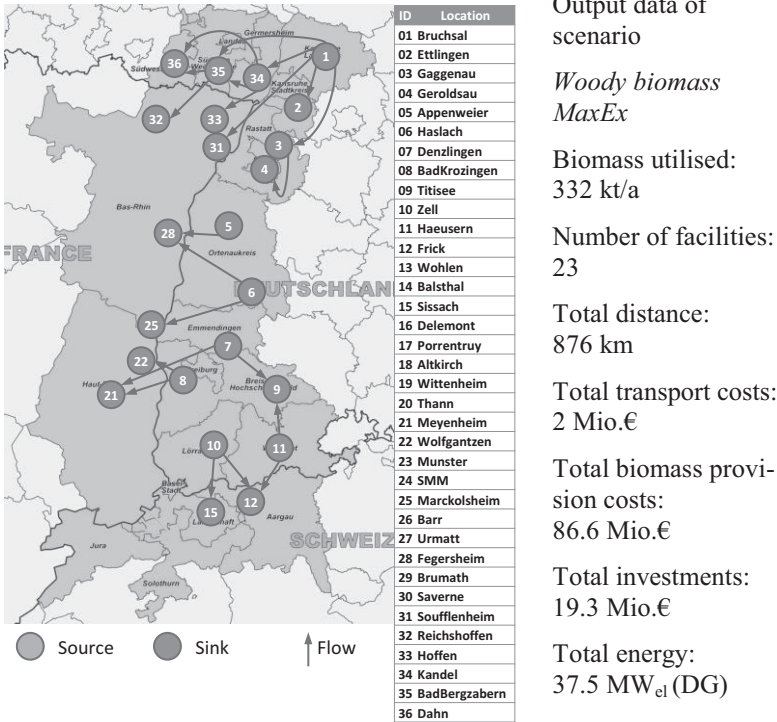 Output data of
scenario
Woody biomass
MaxEx
Biomass utilised:
332 kt/a
Number of facilities:
23
Total distance:
876 km
Total transport costs:
2 Mio.€
Total biomass provi-
sion costs:
86.6 Mio.€
Total investments:
19.3 Mio.€
Total energy:
37.5 MWel (DG)
ID Location
01 Bruchsal
02 Ettlingen
03 Gaggenau
04 Geroldsau
05 Appenweier
06 Haslach
07 Denzlingen
08 BadKrozingen
09 Titisee
10 Zell
11 Haeusern
12 Frick
13 Wohlen
14 Balsthal
15 Sissach
16 Delemont
17 Porrentruy
18 Altkirch
19 Wittenheim
20 Thann
21 Meyenheim
22 Wolfgantzen
23 Munster
24 SMM
25 Marckolsheim
26 Barr
27 Urmatt
28 Fegersheim
29 Brumath
30 Saverne
31 Soufflenheim
32 Reichshoffen
33 Hoffen
34 Kandel
35 BadBergzabern
36 Dahn
Germersheim
36
35
34
1
Karlsruhe
Stadtkreis
32
33
2
Rastatt
31
3
4
Bas-Rhin
28
5
Ortenaukreis
FRANCE
6
25
Emmendingen
7
22
8
21
9
10
11
15
12
Aargau
Jura
SCHWEIZ
Solothurn
Source
Sink
Flow